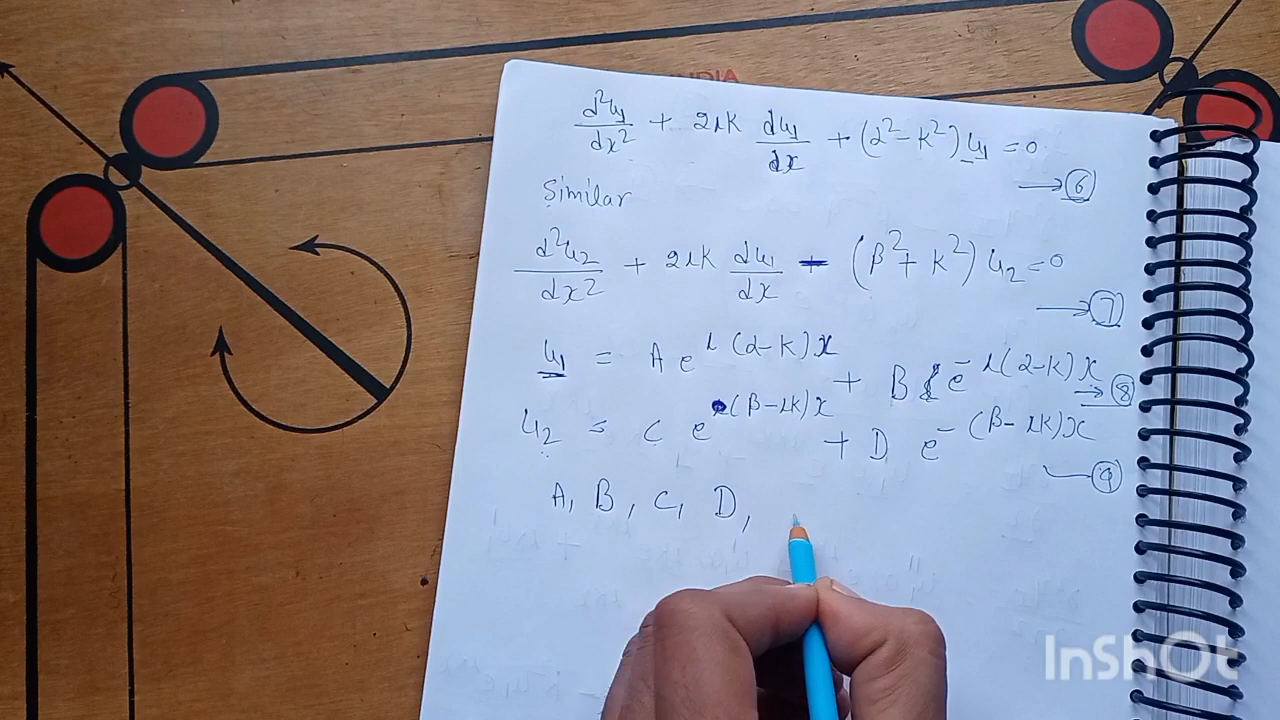 INDIA
d²u₁/dx² + 2iK du₁/dx + (α² - K²) u₁ = 0
→ ⑥
Similar
d²u₂/dx² + 2iK du₁/dx - (β² + K²) u₂ = 0
→ ⑦
u₁ = A e^{i(α-K)x} + B e^{-i(α-K)x} → ⑧
u₂ = C e^{(β-iK)x} + D e^{-(β-iK)x}
— ⑨
A, B, C, D,
InShOt